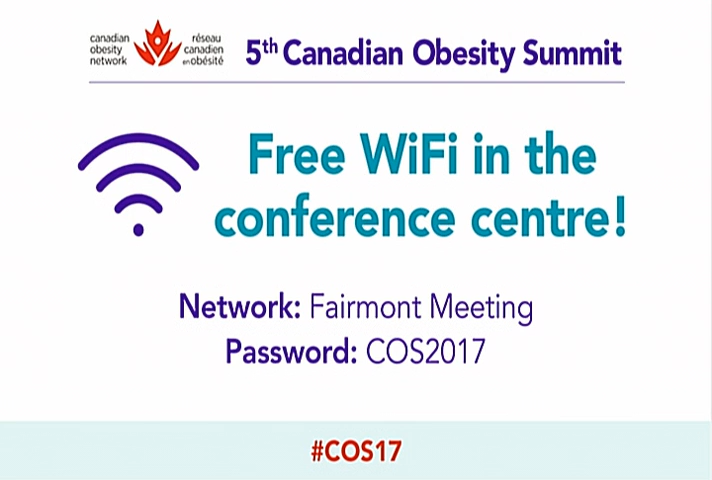 canadian
obesity
network
réseau
canadien
en obésité
5th Canadian Obesity Summit
Free WiFi in the
conference centre!
Network: Fairmont Meeting
Password: COS2017
#COS17